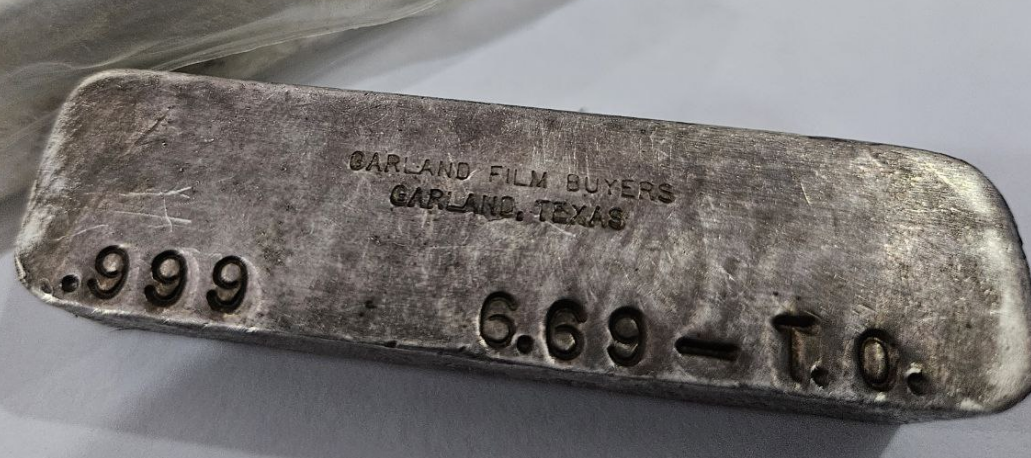 GARLAND FILM BUYERS
GARLAND, TEXAS
.999
6.69 – T.O.